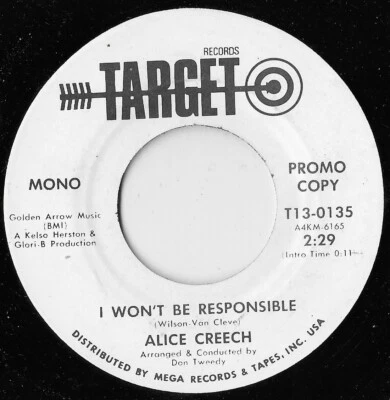 RECORDS
TARGET
MONO
PROMO
COPY
Golden Arrow Music
(BMI)
A Kelso Herston &
Glori-B Production
T13-0135
A4KM-6165
2:29
(Intro Time 0:11)
I WON'T BE RESPONSIBLE
(Wilson-Van Cleve)
ALICE CREECH
Arranged & Conducted by
Don Tweedy
DISTRIBUTED BY MEGA RECORDS & TAPES, INC. USA